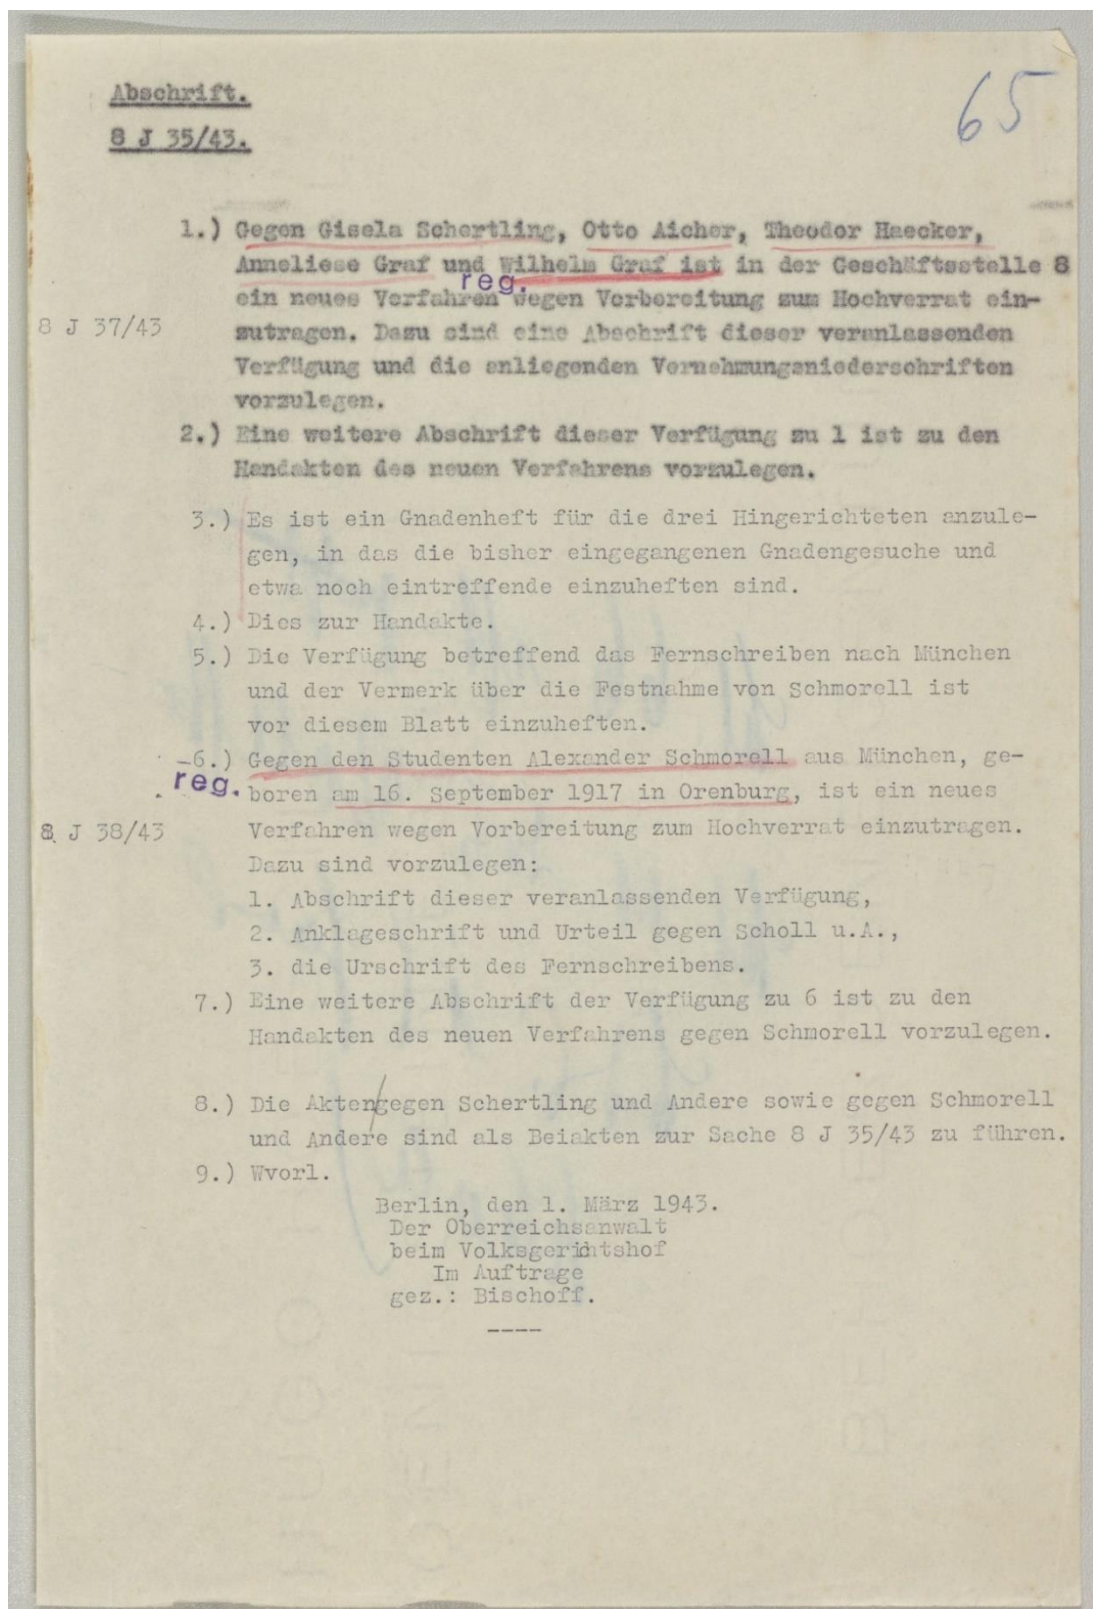 Abschrift.
65
8 J 35/43.
1.) Gegen Gisela Schertling, Otto Aicher, Theodor Haecker,
Anneliese Graf und Wilhelm Graf ist in der Geschäftsstelle 8
reg.
ein neues Verfahren wegen Vorbereitung zum Hochverrat ein-
8 J 37/43
zutragen. Dazu sind eine Abschrift dieser veranlassenden
Verfügung und die anliegenden Vernehmungsniederschriften
vorzulegen.
2.) Eine weitere Abschrift dieser Verfügung zu 1 ist zu den
Handakten des neuen Verfahrens vorzulegen.
3.) Es ist ein Gnadenheft für die drei Hingerichteten anzule-
gen, in das die bisher eingegangenen Gnadengesuche und
etwa noch eintreffende einzuheften sind.
4.) Dies zur Handakte.
5.) Die Verfügung betreffend das Fernschreiben nach München
und der Vermerk über die Festnahme von Schmorell ist
vor diesem Blatt einzuheften.
-6.) Gegen den Studenten Alexander Schmorell aus München, ge-
reg.
boren am 16. September 1917 in Orenburg, ist ein neues
8 J 38/43
Verfahren wegen Vorbereitung zum Hochverrat einzutragen.
Dazu sind vorzulegen:
1. Abschrift dieser veranlassenden Verfügung,
2. Anklageschrift und Urteil gegen Scholl u.A.,
3. die Urschrift des Fernschreibens.
7.) Eine weitere Abschrift der Verfügung zu 6 ist zu den
Handakten des neuen Verfahrens gegen Schmorell vorzulegen.
8.) Die Akten/gegen Schertling und Andere sowie gegen Schmorell
und Andere sind als Beiakten zur Sache 8 J 35/43 zu führen.
9.) Wvorl.
Berlin, den 1. März 1943.
Der Oberreichsanwalt
beim Volksgerichtshof
Im Auftrage
gez.: Bischoff.
----